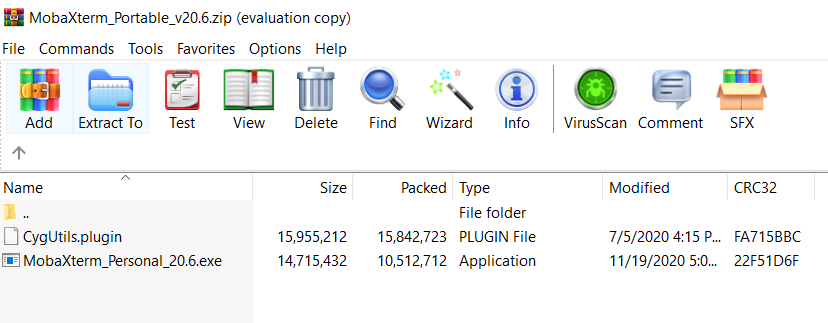 MobaXterm_Portable_v20.6.zip (evaluation copy)
File Commands Tools Favorites Options Help
Add Extract To Test View Delete Find Wizard Info VirusScan Comment SFX
Name Size Packed Type Modified CRC32
.. File folder
CygUtils.plugin 15,955,212 15,842,723 PLUGIN File 7/5/2020 4:15 P... FA715BBC
MobaXterm_Personal_20.6.exe 14,715,432 10,512,712 Application 11/19/2020 5:0... 22F51D6F